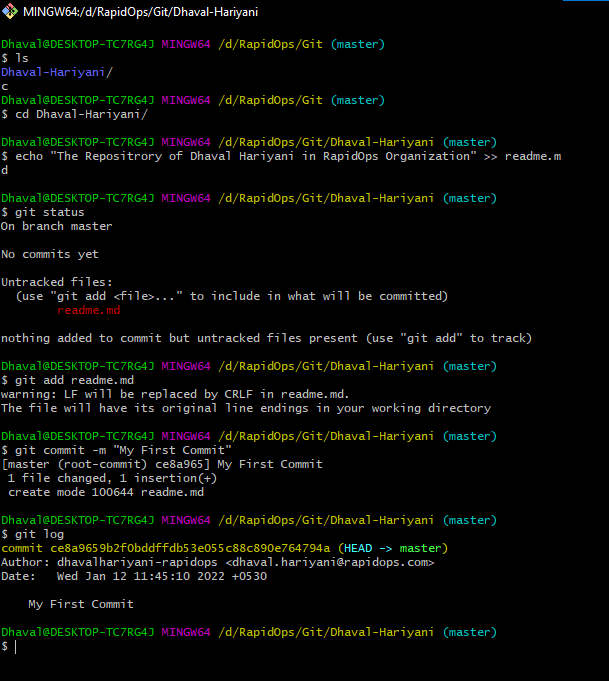 MINGW64:/d/RapidOps/Git/Dhaval-Hariyani
Dhaval@DESKTOP-TC7RG4J MINGW64 /d/RapidOps/Git (master)
$ ls
Dhaval-Hariyani/
c
Dhaval@DESKTOP-TC7RG4J MINGW64 /d/RapidOps/Git (master)
$ cd Dhaval-Hariyani/
Dhaval@DESKTOP-TC7RG4J MINGW64 /d/RapidOps/Git/Dhaval-Hariyani (master)
$ echo "The Repositrory of Dhaval Hariyani in RapidOps Organization" >> readme.m
d
Dhaval@DESKTOP-TC7RG4J MINGW64 /d/RapidOps/Git/Dhaval-Hariyani (master)
$ git status
On branch master
No commits yet
Untracked files:
  (use "git add <file>..." to include in what will be committed)
        readme.md
nothing added to commit but untracked files present (use "git add" to track)
Dhaval@DESKTOP-TC7RG4J MINGW64 /d/RapidOps/Git/Dhaval-Hariyani (master)
$ git add readme.md
warning: LF will be replaced by CRLF in readme.md.
The file will have its original line endings in your working directory
Dhaval@DESKTOP-TC7RG4J MINGW64 /d/RapidOps/Git/Dhaval-Hariyani (master)
$ git commit -m "My First Commit"
[master (root-commit) ce8a965] My First Commit
 1 file changed, 1 insertion(+)
 create mode 100644 readme.md
Dhaval@DESKTOP-TC7RG4J MINGW64 /d/RapidOps/Git/Dhaval-Hariyani (master)
$ git log
commit ce8a9659b2f0bddffdb53e055c88c890e764794a (HEAD -> master)
Author: dhavalhariyani-rapidops <dhaval.hariyani@rapidops.com>
Date:   Wed Jan 12 11:45:10 2022 +0530
    My First Commit
Dhaval@DESKTOP-TC7RG4J MINGW64 /d/RapidOps/Git/Dhaval-Hariyani (master)
$